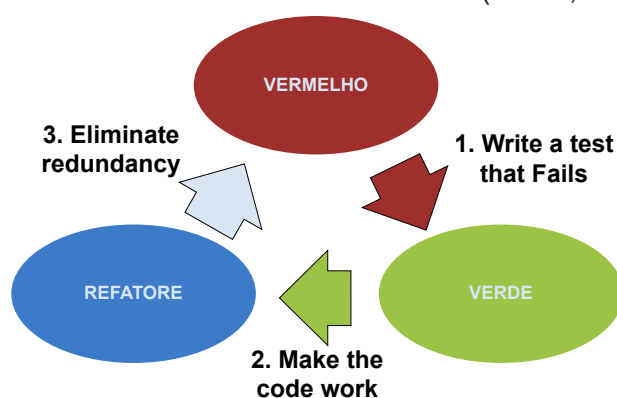 VERMELHO
3. Eliminate
redundancy
1. Write a test
that Fails
REFATORE
VERDE
2. Make the
code work